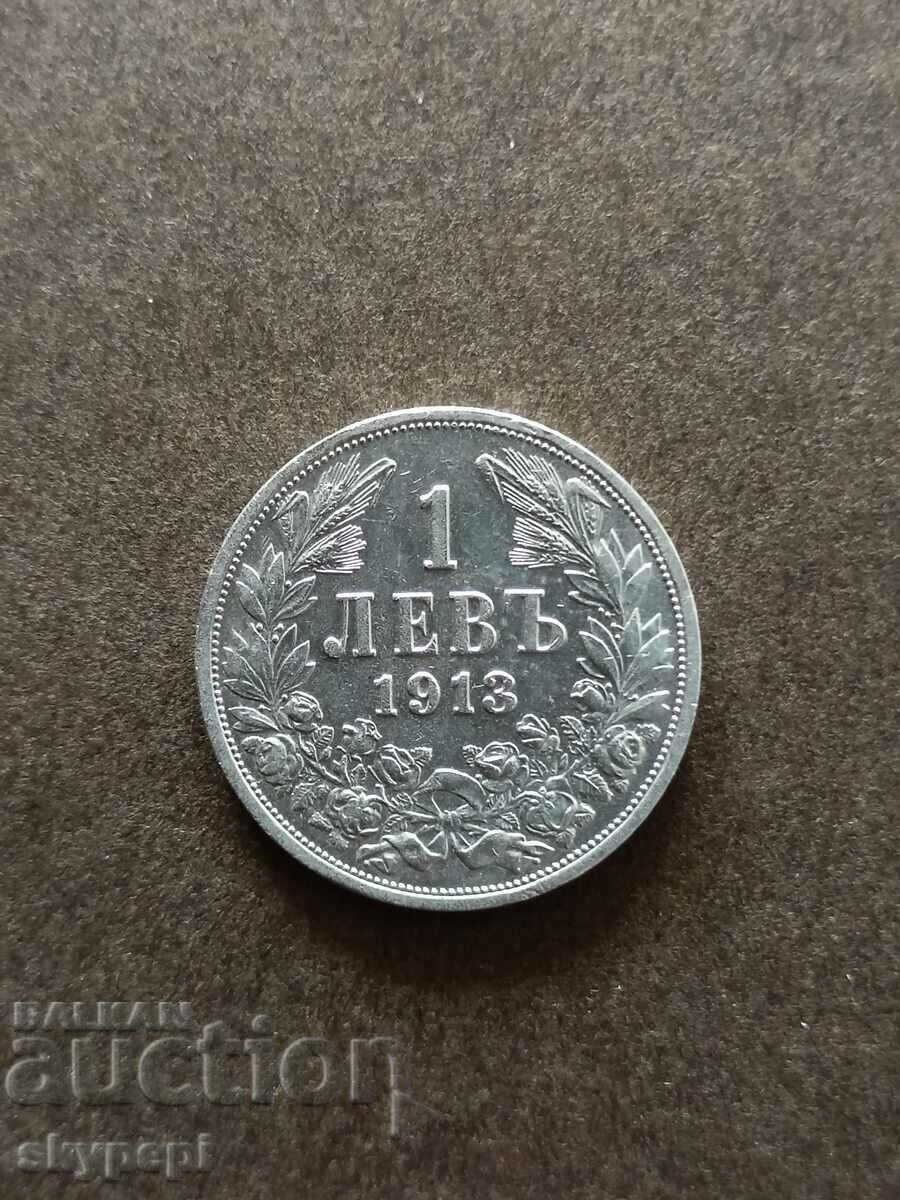 1
ЛЕВЪ
1913
BALKAN
auction
skypepi